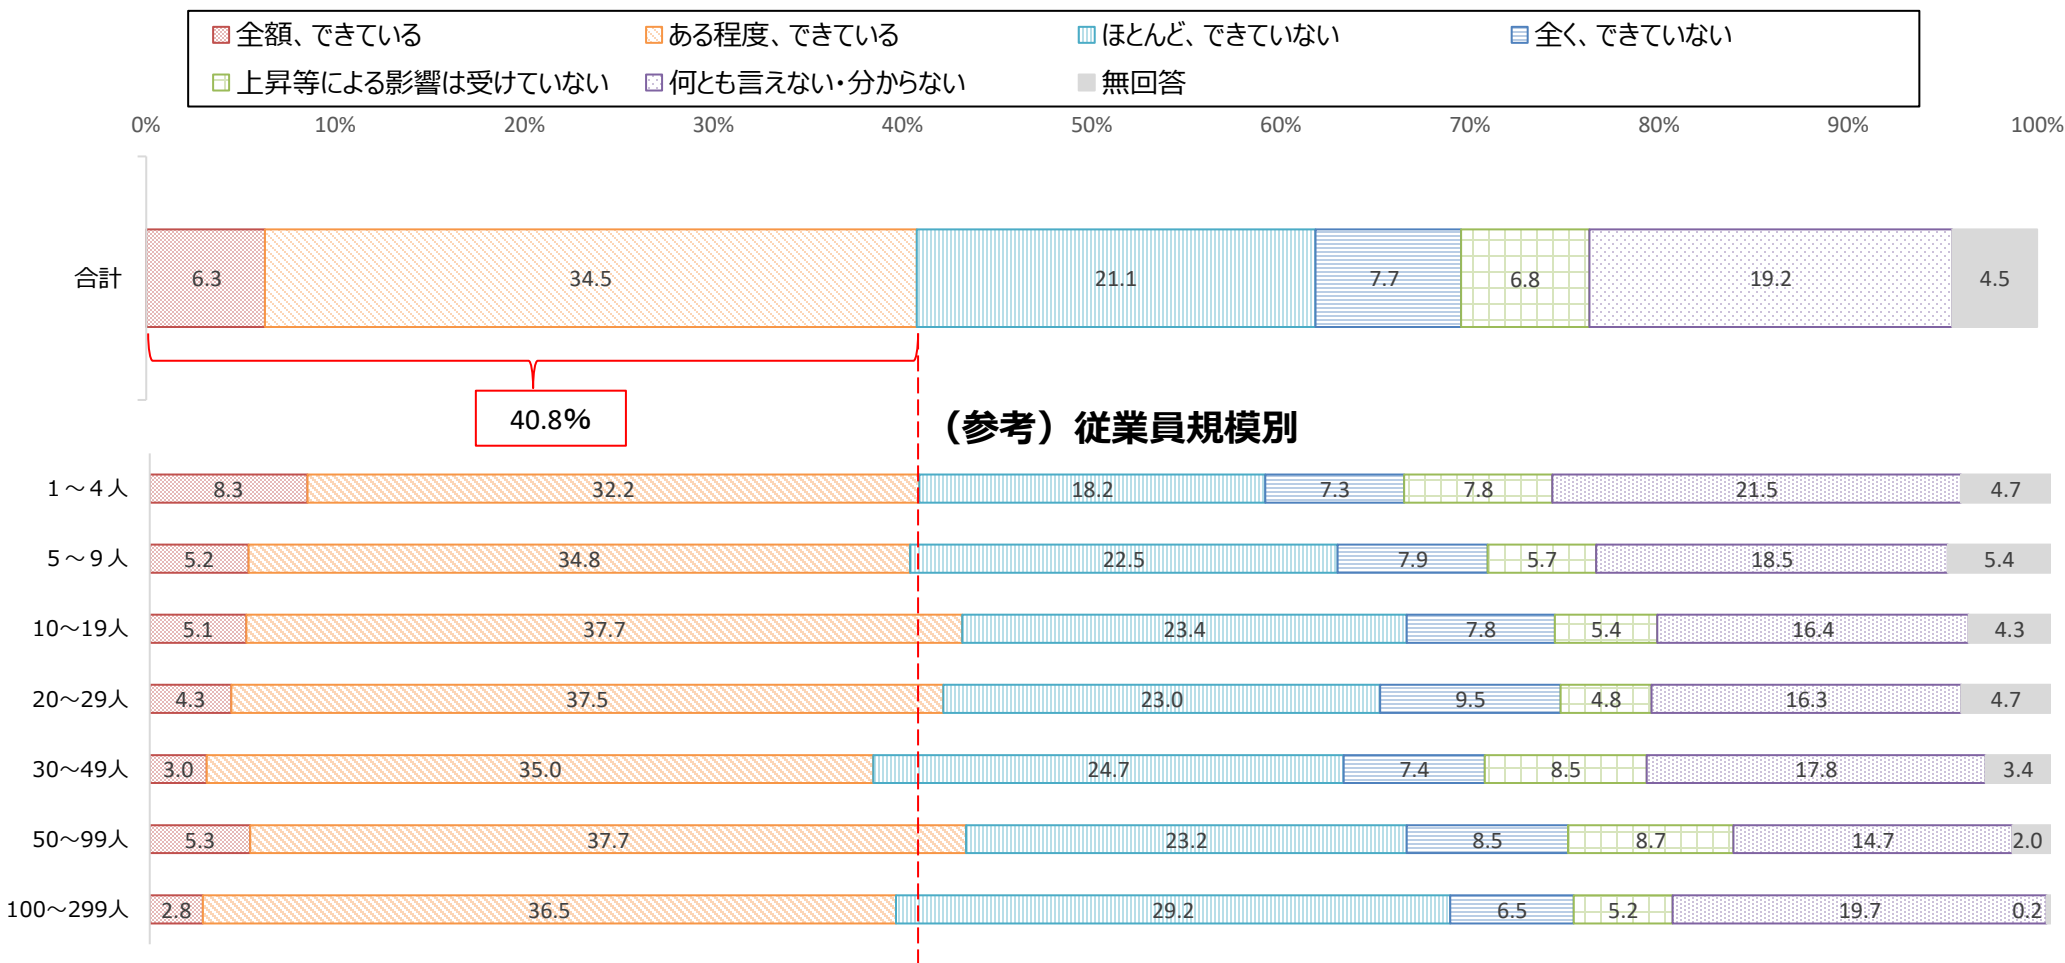 全額、できている ある程度、できている ほとんど、できていない 全く、できていない
上昇等による影響は受けていない 何とも言えない・分からない 無回答
0% 10% 20% 30% 40% 50% 60% 70% 80% 90% 100%
合計 6.3 34.5 21.1 7.7 6.8 19.2 4.5
40.8%
（参考）従業員規模別
1～4人 8.3 32.2 18.2 7.3 7.8 21.5 4.7
5～9人 5.2 34.8 22.5 7.9 5.7 18.5 5.4
10～19人 5.1 37.7 23.4 7.8 5.4 16.4 4.3
20～29人 4.3 37.5 23.0 9.5 4.8 16.3 4.7
30～49人 3.0 35.0 24.7 7.4 8.5 17.8 3.4
50～99人 5.3 37.7 23.2 8.5 8.7 14.7 2.0
100～299人 2.8 36.5 29.2 6.5 5.2 19.7 0.2